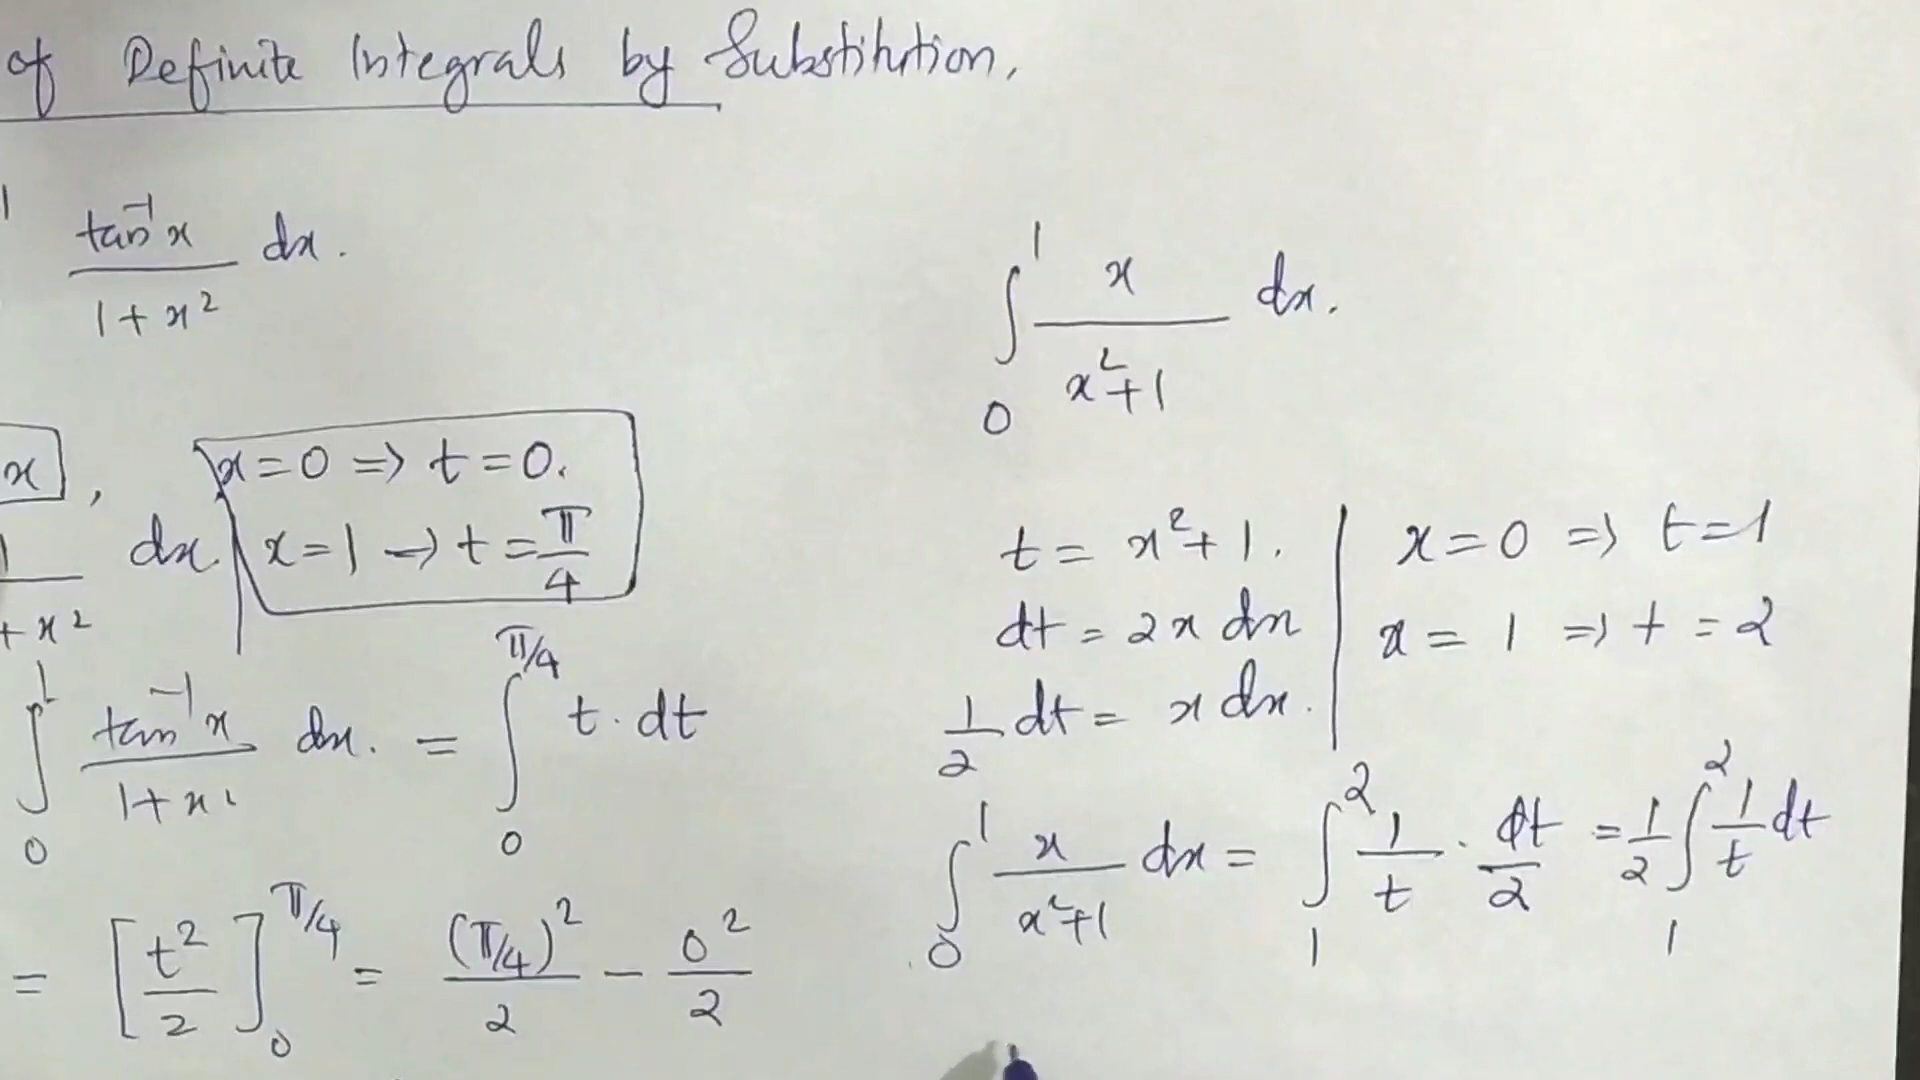 of Definite Integrals by Substitution.
1 tan⁻¹x / 1+x² dx.
x ,
1 / +x² dx
x=0 => t=0.
x=1 → t=π/4
∫₀¹ tan⁻¹x / 1+x² dx. = ∫₀^π/4 t·dt
= [t²/2]₀^π/4 = (π/4)²/2 − 0²/2
∫₀¹ x / x²+1 dx.
t = x²+1.
dt = 2x dx
1/2 dt = x dx.
x=0 => t=1
x=1 => t=2
∫₀¹ x / x²+1 dx = ∫₁² 1/t · dt/2 = 1/2 ∫₁² 1/t dt